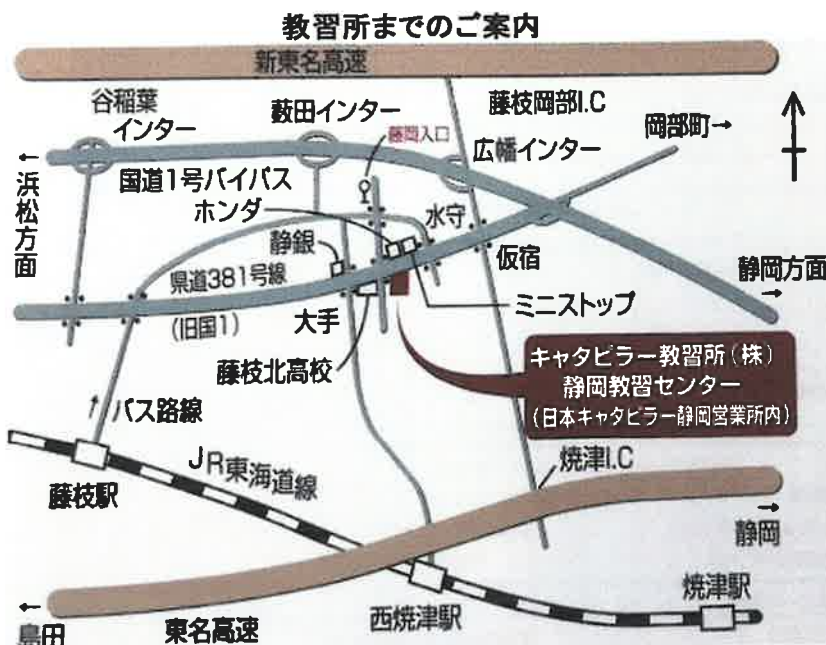 教習所までのご案内
新東名高速
谷稲葉
インター
薮田インター
藤枝岡部I.C
岡部町→
藤岡入口
広幡インター
←
浜松方面
国道1号バイパス
ホンダ
水守
静銀
仮宿
静岡方面
→
県道381号線
(旧国1)
大手
ミニストップ
藤枝北高校
キャタピラー教習所(株)
静岡教習センター
(日本キャタピラー静岡営業所内)
↑
バス路線
JR東海道線
焼津I.C
藤枝駅
→
静岡
←
島田
東名高速
西焼津駅
焼津駅